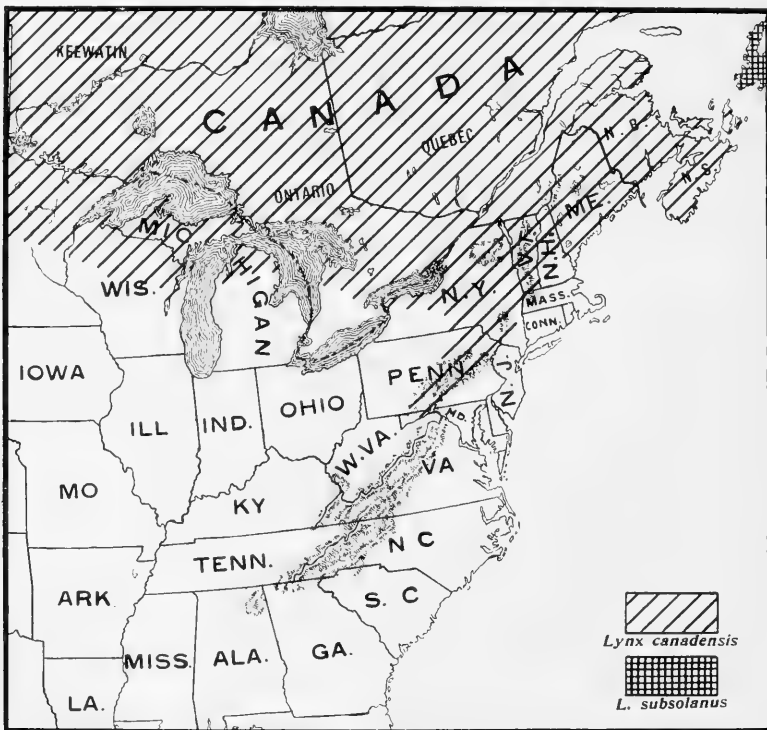 KEEWATIN
CANADA
QUEBEC
N.B.
ONTARIO
N.S.
ME.
MICHIGAN
VT.
N.H.
WIS.
N.Y.
MASS.
CONN.
IOWA
PENN.
N.J.
ILL
IND.
OHIO
MD.
W.VA.
VA
MO
KY
TENN.
N C
ARK
S. C
Lynx canadensis
MISS.
ALA.
GA.
LA.
L. subsolanus